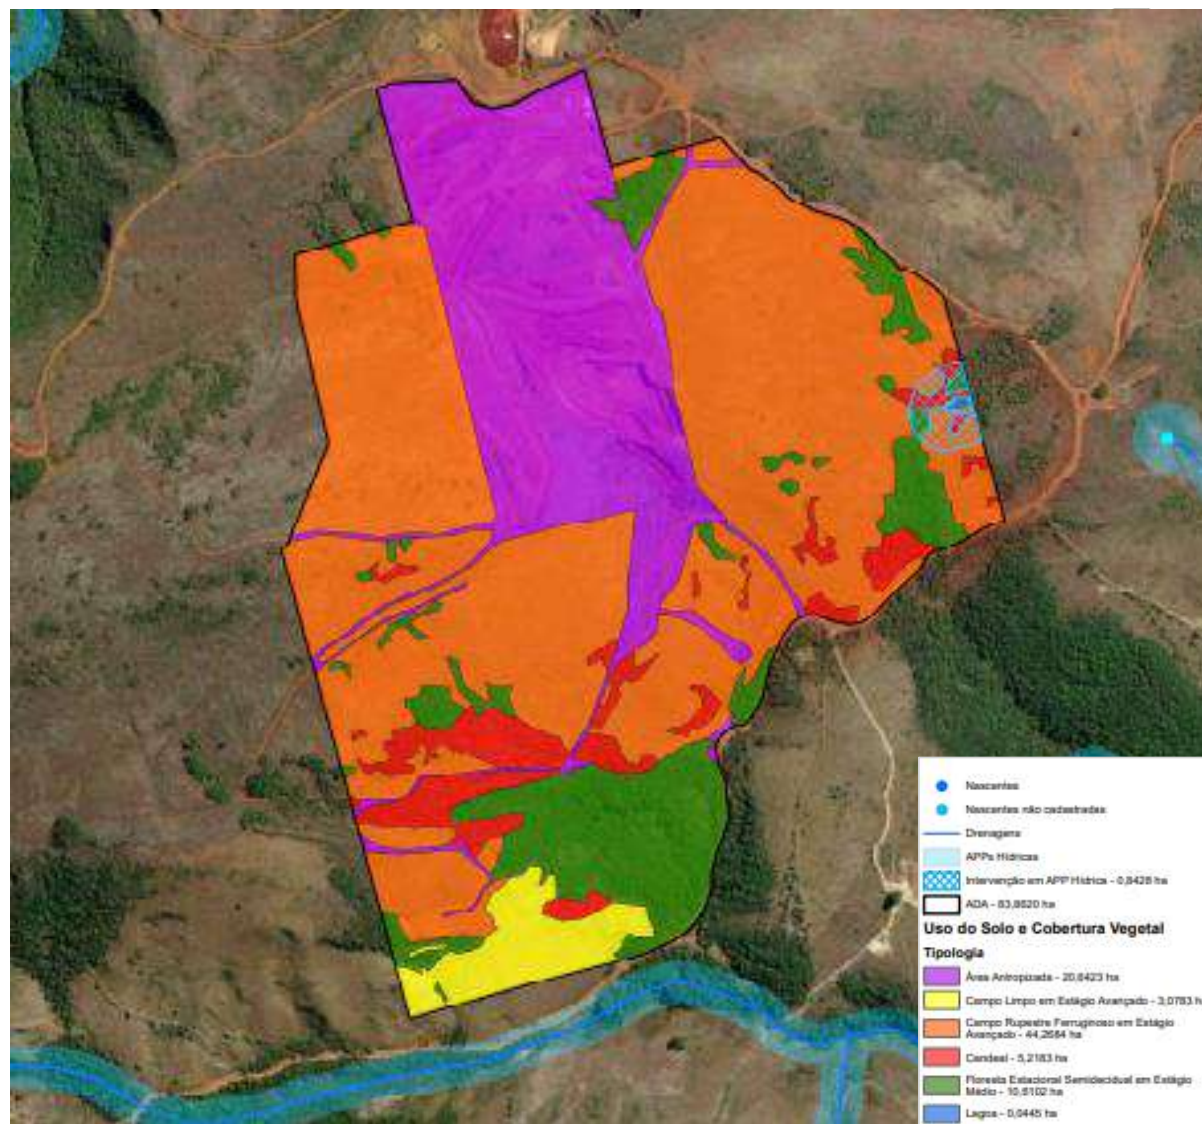 Nascentes
Nascentes não cadastradas
Drenagens
APPs Hídricas
Intervenção em APP Hídrica - 0,8428 ha
ADA - 83,8620 ha
Uso do Solo e Cobertura Vegetal
Tipologia
Área Antropizada - 20,6423 ha
Campo Limpo em Estágio Avançado - 3,0783 h
Campo Rupestre Ferruginoso em Estágio
Avançado - 44,2684 ha
Candeal - 5,2183 ha
Floresta Estacional Semidecidual em Estágio
Médio - 10,6102 ha
Lagoa - 0,0445 ha